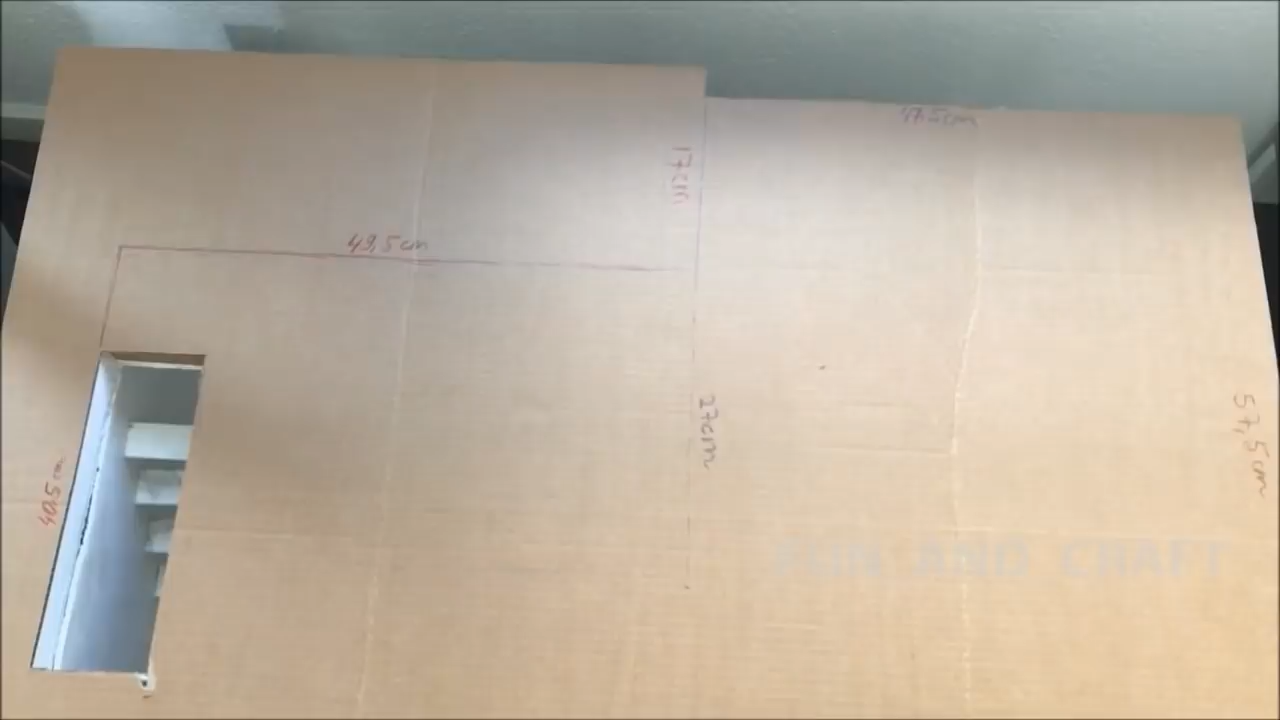 47,5cm
17cm
49,5cm
27cm
57,5cm
40,5cm
FUN AND CRAFT